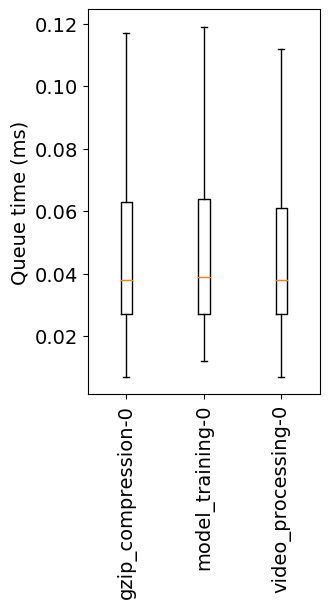 0.12
0.10
0.08
0.06
0.04
0.02
Queue time (ms)
gzip_compression-0
model_training-0
video_processing-0